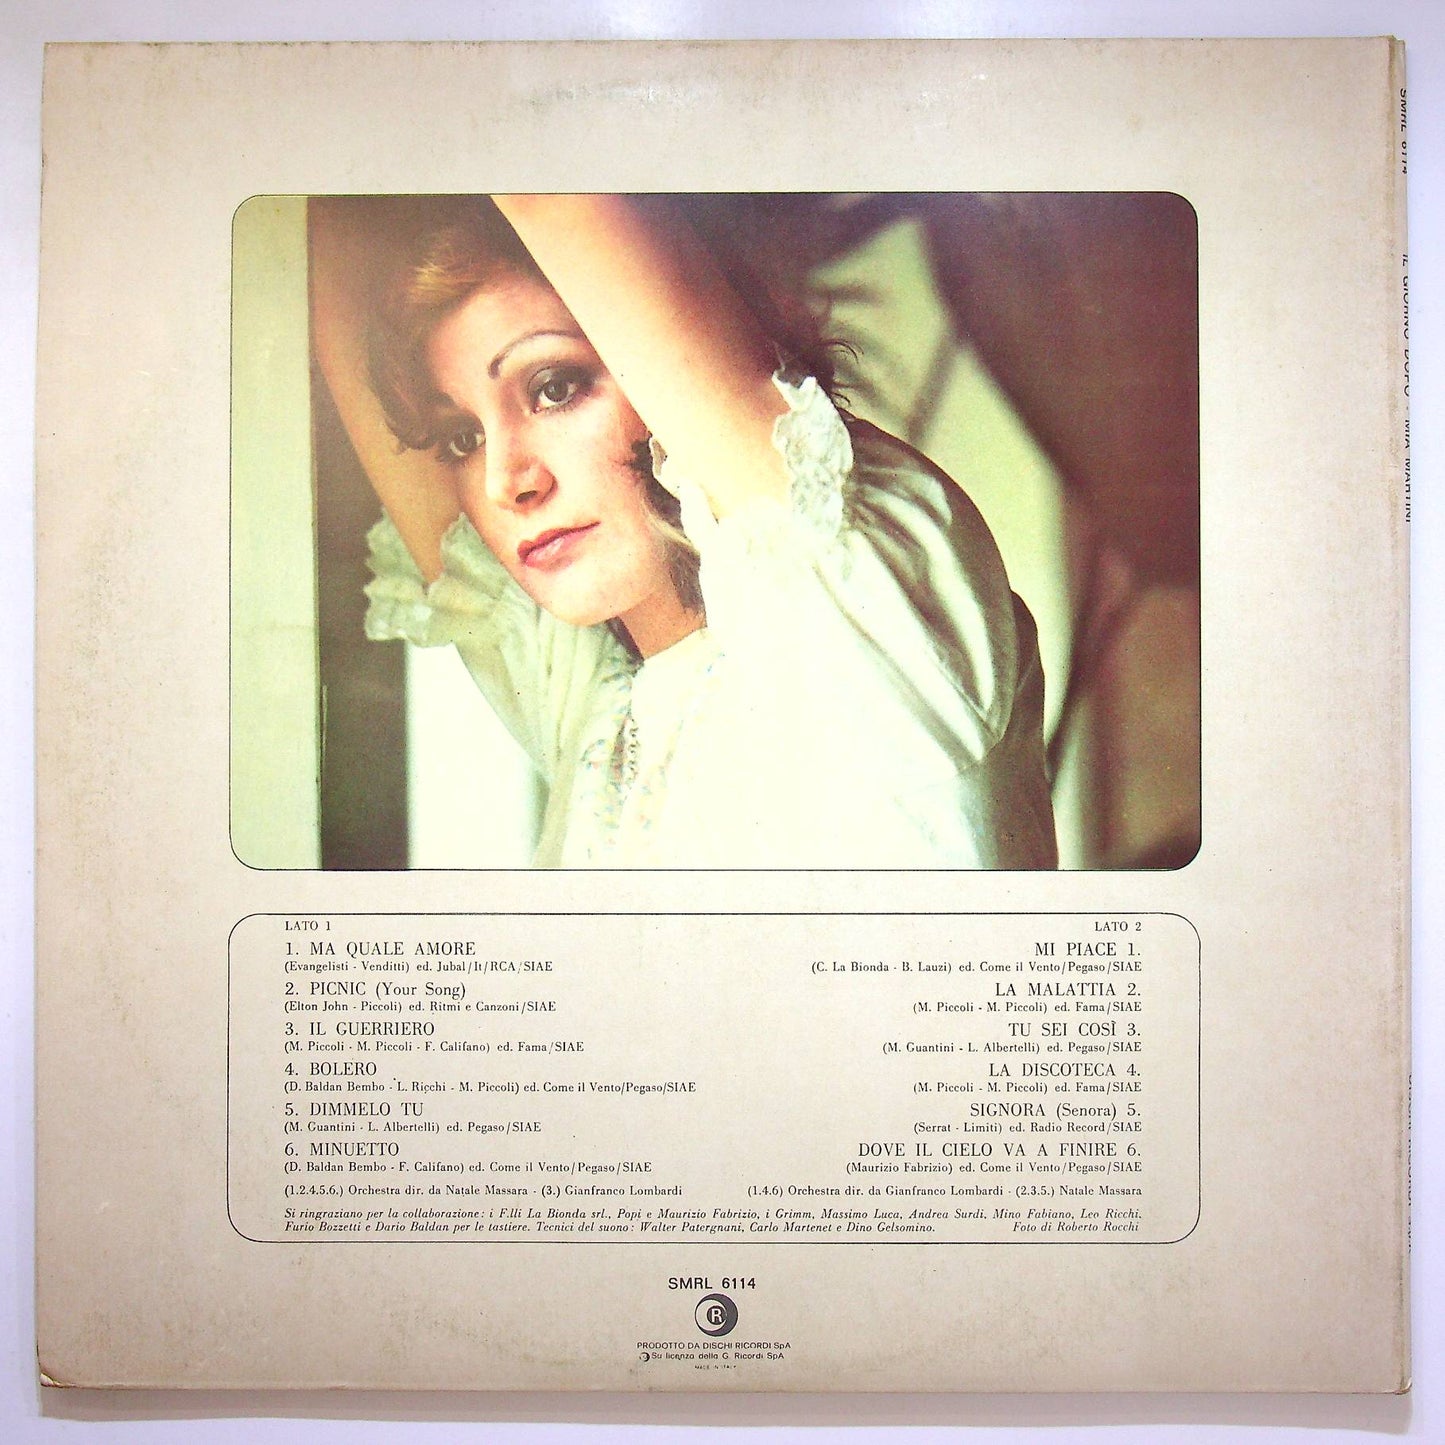 LATO 1
1. MA QUALE AMORE
(Evangelisti - Venditti) ed. Jubal/It/RCA/SIAE
2. PICNIC (Your Song)
(Elton John - Piccoli) ed. Ritmi e Canzoni/SIAE
3. IL GUERRIERO
(M. Piccoli - M. Piccoli - F. Califano) ed. Fama/SIAE
4. BOLERO
(D. Baldan Bembo - L. Ricchi - M. Piccoli) ed. Come il Vento/Pegaso/SIAE
5. DIMMELO TU
(M. Guantini - L. Albertelli) ed. Pegaso/SIAE
6. MINUETTO
(D. Baldan Bembo - F. Califano) ed. Come il Vento/Pegaso/SIAE
(1.2.4.5.6.) Orchestra dir. da Natale Massara - (3.) Gianfranco Lombardi
LATO 2
MI PIACE 1.
(C. La Bionda - B. Lauzi) ed. Come il Vento/Pegaso/SIAE
LA MALATTIA 2.
(M. Piccoli - M. Piccoli) ed. Fama/SIAE
TU SEI COSÌ 3.
(M. Guantini - L. Albertelli) ed. Pegaso/SIAE
LA DISCOTECA 4.
(M. Piccoli - M. Piccoli) ed. Fama/SIAE
SIGNORA (Senora) 5.
(Serrat - Limiti) ed. Radio Record/SIAE
DOVE IL CIELO VA A FINIRE 6.
(Maurizio Fabrizio) ed. Come il Vento/Pegaso/SIAE
(1.4.6) Orchestra dir. da Gianfranco Lombardi - (2.3.5.) Natale Massara
Si ringraziano per la collaborazione: i F.lli La Bionda srl., Popi e Maurizio Fabrizio, i Grimm, Massimo Luca, Andrea Surdi, Mino Fabiano, Leo Ricchi,
Furio Bozzetti e Dario Baldan per le tastiere. Tecnici del suono: Walter Patergnani, Carlo Martenet e Dino Gelsomino. Foto di Roberto Rocchi
SMRL 6114
R
PRODOTTO DA DISCHI RICORDI SpA
Su licenza della G. Ricordi SpA
MADE IN ITALY
SMRL 6114 IL GIORNO DOPO - MIA MARTINI